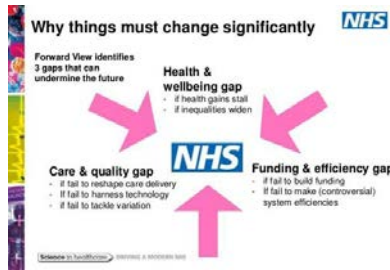 Why things must change significantly
NHS
Forward View identifies
3 gaps that can
undermine the future
Health &
wellbeing gap
- if health gains stall
- if inequalities widen
NHS
Care & quality gap
- if fail to reshape care delivery
- If fail to harness technology
- if fail to tackle variation
Funding & efficiency gap
- if fail to build funding
- If fail to make (controversial)
system efficiencies
Science in healthcare
DRIVING A MODERN NHS